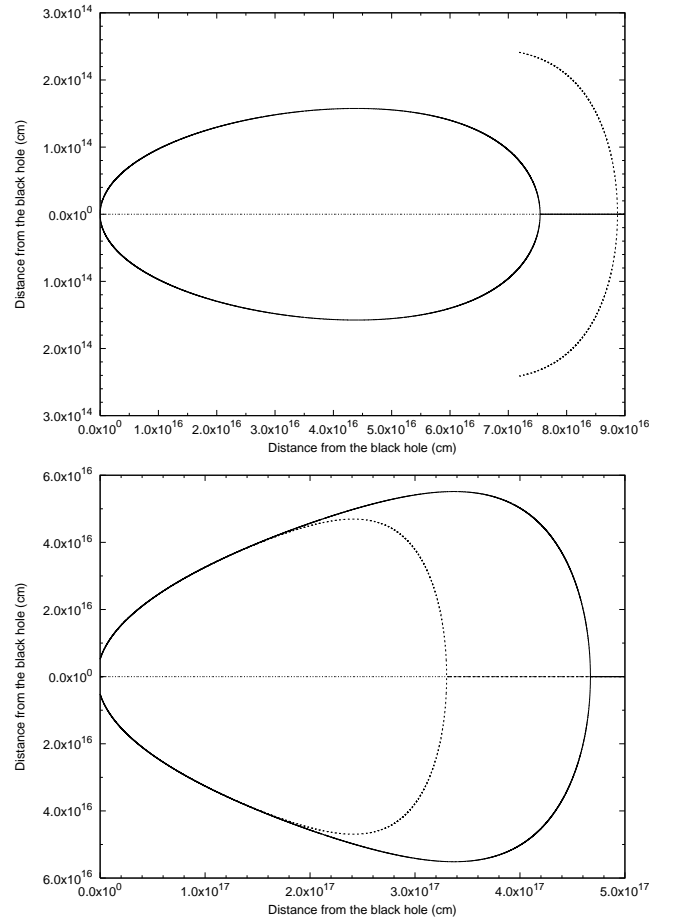 3.0x10^14
2.0x10^14
1.0x10^14
0.0x10^0
1.0x10^14
2.0x10^14
3.0x10^14
Distance from the black hole (cm)
0.0x10^0 1.0x10^16 2.0x10^16 3.0x10^16 4.0x10^16 5.0x10^16 6.0x10^16 7.0x10^16 8.0x10^16 9.0x10^16
Distance from the black hole (cm)
6.0x10^16
4.0x10^16
2.0x10^16
0.0x10^0
2.0x10^16
4.0x10^16
6.0x10^16
Distance from the black hole (cm)
0.0x10^0 1.0x10^17 2.0x10^17 3.0x10^17 4.0x10^17 5.0x10^17
Distance from the black hole (cm)